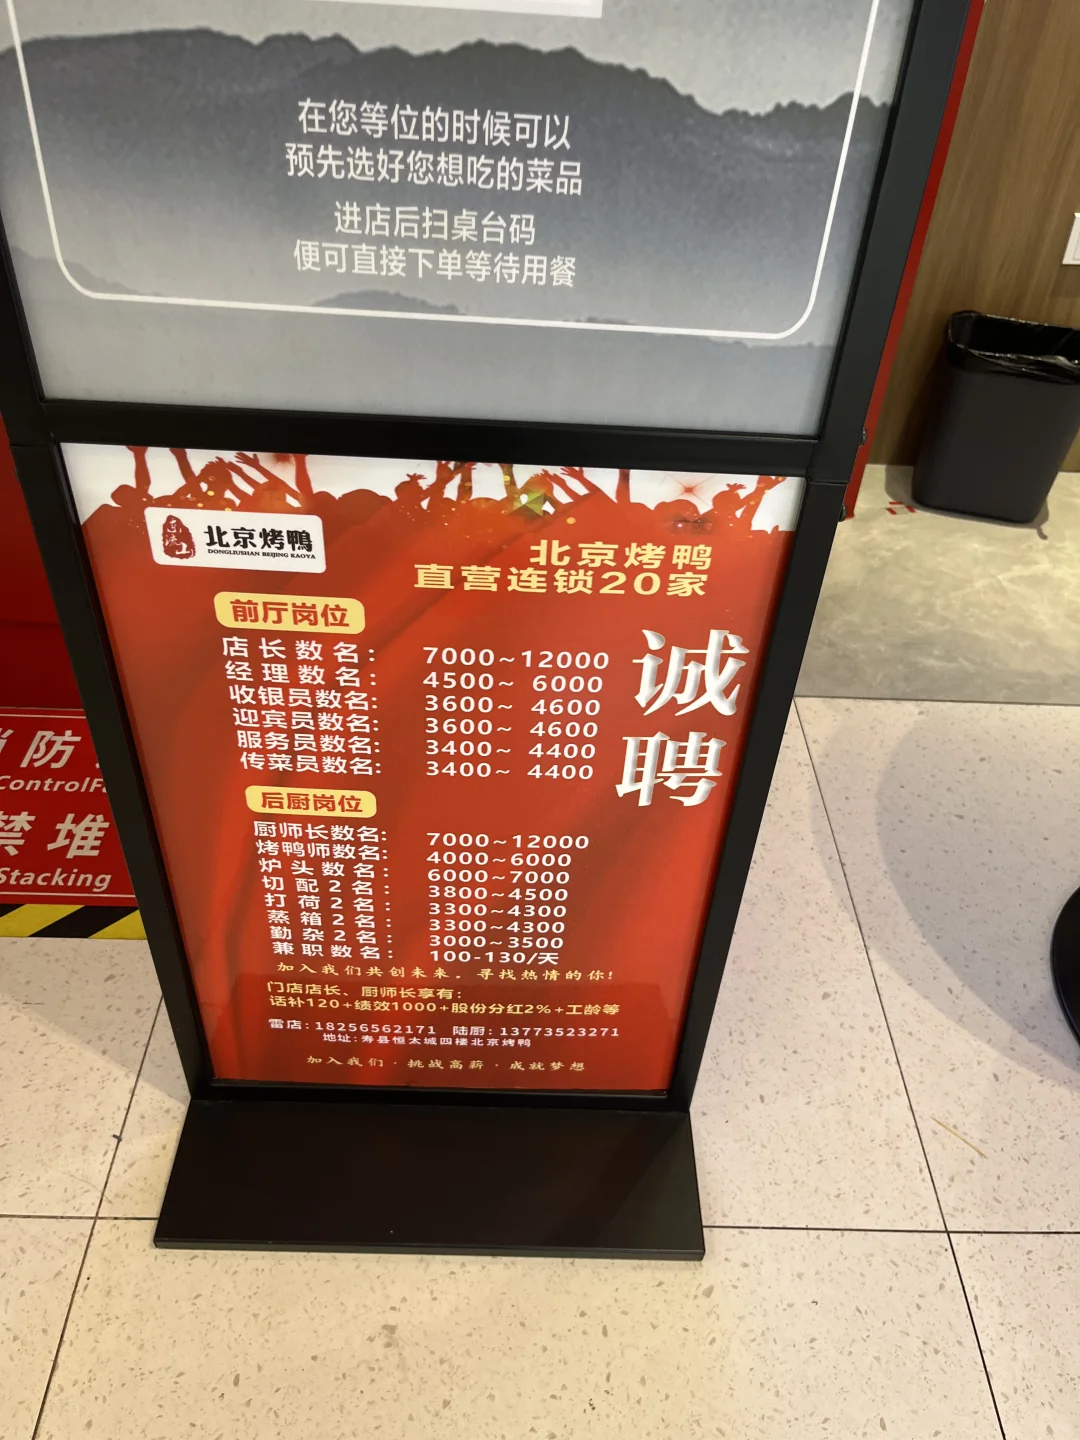 在您等位的时候可以
预先选好您想吃的菜品
进店后扫桌台码
便可直接下单等待用餐
东流山
北京烤鴨
DONGLIUSHAN BEIJING KAOYA
北京烤鸭
直营连锁20家
诚聘
前厅岗位
店长数名： 7000~12000
经理数名： 4500~ 6000
收银员数名: 3600~ 4600
迎宾员数名: 3600~ 4600
服务员数名: 3400~ 4400
传菜员数名: 3400~ 4400
后厨岗位
厨师长数名: 7000~12000
烤鸭师数名: 4000~6000
炉头数名: 6000~7000
切配2名: 3800~4500
打荷2名: 3300~4300
蒸箱2名: 3300~4300
勤杂2名: 3000~3500
兼职数名: 100-130/天
加入我们共创未来，寻找热情的你!
门店店长、厨师长享有:
话补120+绩效1000+股份分红2%+工龄等
雷店: 18256562171 陆厨: 13773523271
地址: 寿县恒太城四楼北京烤鸭
加入我们·挑战高薪·成就梦想
消防
Control
禁堆
Stacking